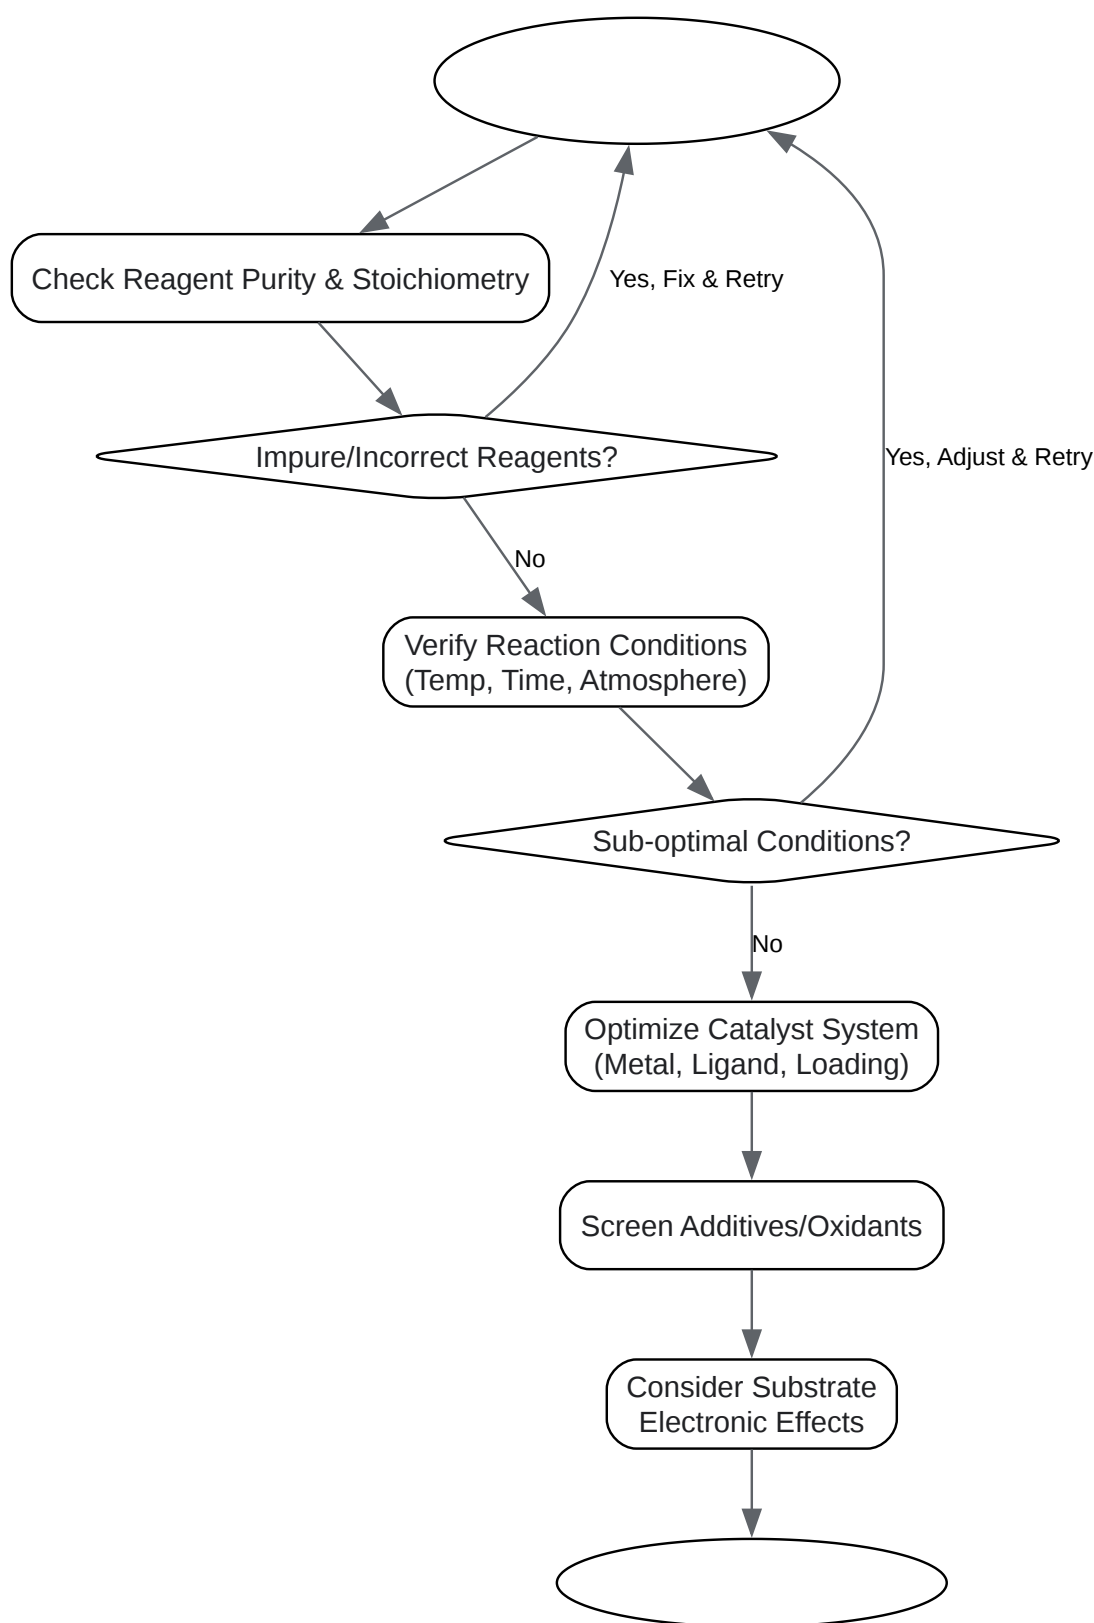 Check Reagent Purity & Stoichiometry
Yes, Fix & Retry
Impure/Incorrect Reagents?
Yes, Adjust & Retry
No
Verify Reaction Conditions
(Temp, Time, Atmosphere)
Sub-optimal Conditions?
No
Optimize Catalyst System
(Metal, Ligand, Loading)
Screen Additives/Oxidants
Consider Substrate
Electronic Effects